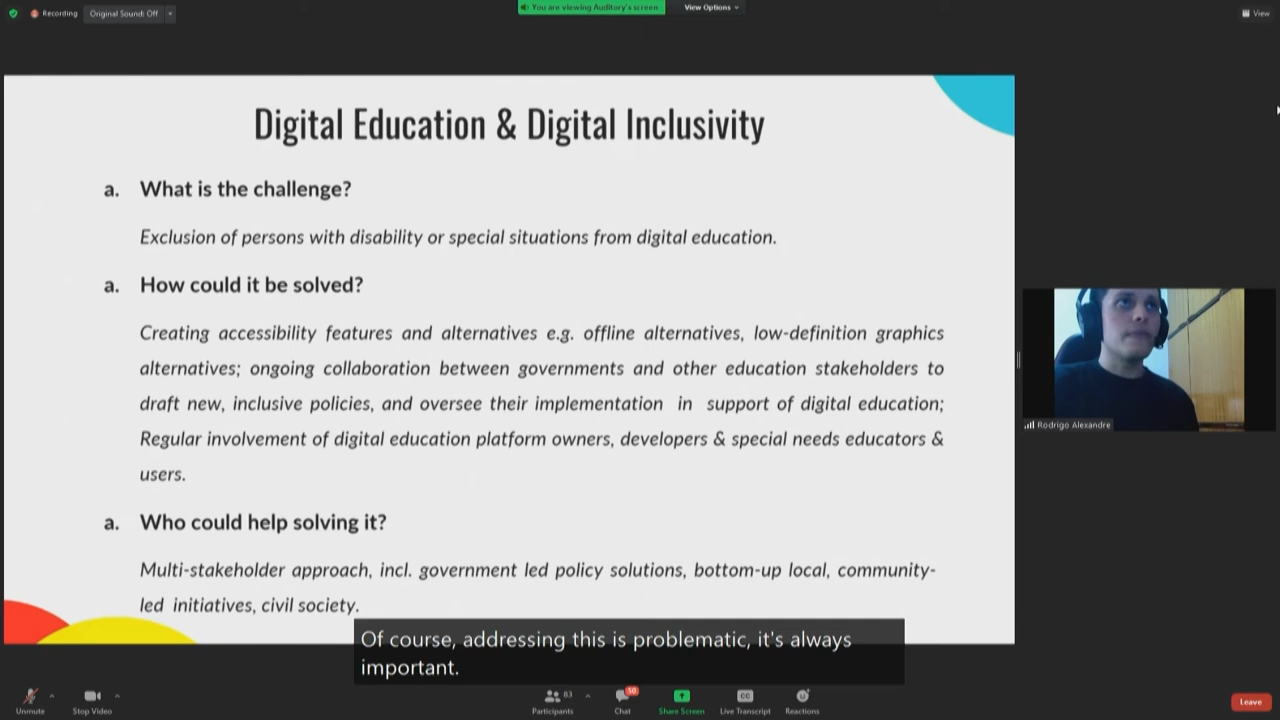 Recording
Original Sound: Off
You are viewing Auditory's screen
View Options
View
Digital Education & Digital Inclusivity
a. What is the challenge?
Exclusion of persons with disability or special situations from digital education.
a. How could it be solved?
Creating accessibility features and alternatives e.g. offline alternatives, low-definition graphics
alternatives; ongoing collaboration between governments and other education stakeholders to
draft new, inclusive policies, and oversee their implementation in support of digital education;
Regular involvement of digital education platform owners, developers & special needs educators &
users.
a. Who could help solving it?
Multi-stakeholder approach, incl. government led policy solutions, bottom-up local, community-
led initiatives, civil society.
Rodrigo Alexandre
Of course, addressing this is problematic, it's always
important.
Unmute
Stop Video
Participants
83
Chat
50
Share Screen
CC
Live Transcript
Reactions
Leave